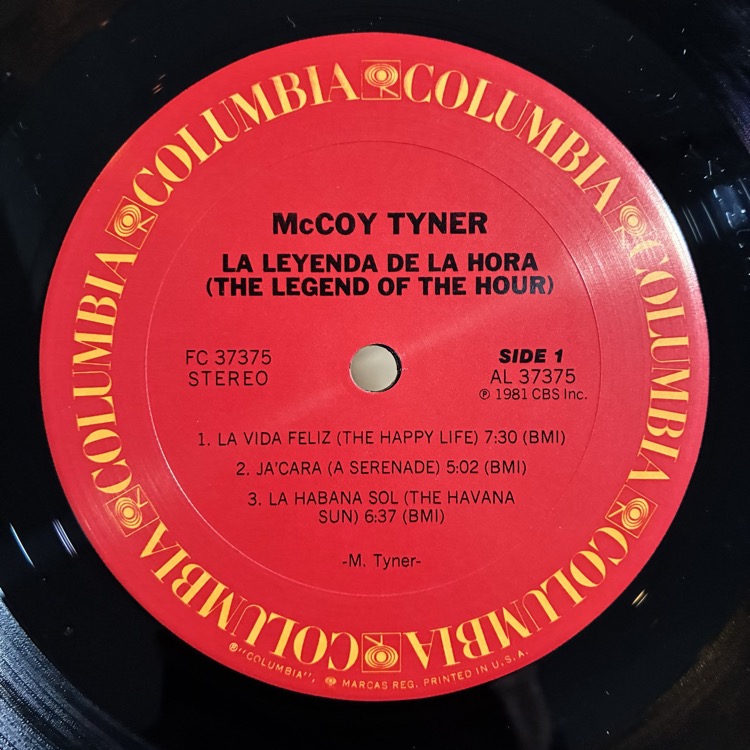 COLUMBIA COLUMBIA COLUMBIA COLUMBIA COLUMBIA COLUMBIA
McCOY TYNER
LA LEYENDA DE LA HORA
(THE LEGEND OF THE HOUR)
FC 37375
STEREO
SIDE 1
AL 37375
℗ 1981 CBS Inc.
1. LA VIDA FELIZ (THE HAPPY LIFE) 7:30 (BMI)
2. JA'CARA (A SERENADE) 5:02 (BMI)
3. LA HABANA SOL (THE HAVANA
SUN) 6:37 (BMI)
-M. Tyner-
®"COLUMBIA", MARCAS REG. PRINTED IN U.S.A.